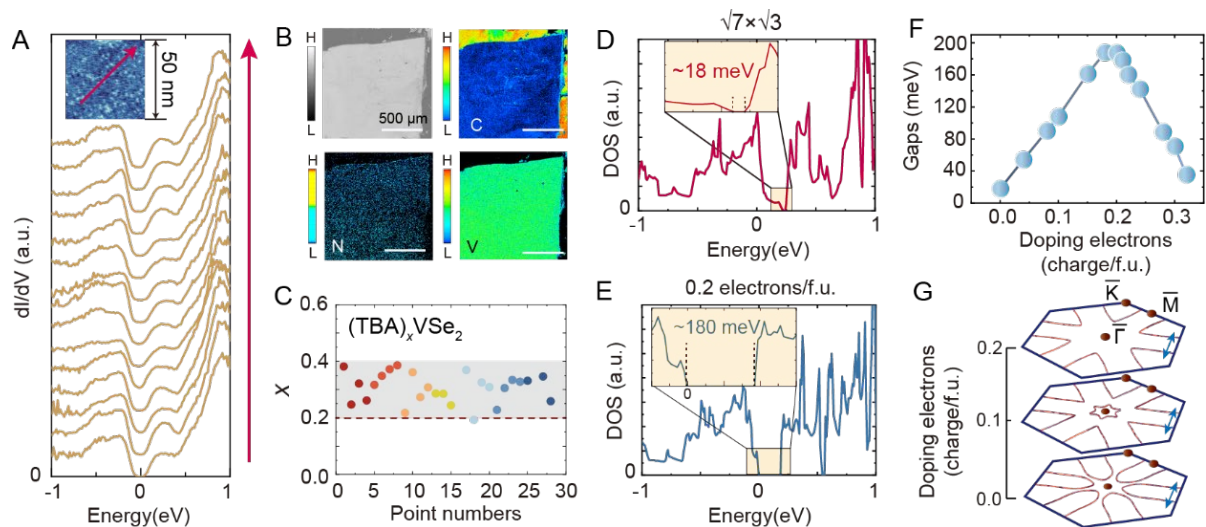 A
50 nm
dI/dV (a.u.)
0
-1
0
1
Energy(eV)
B
H
L
500 μm
H
L
C
H
L
N
H
L
V
C
0.6
0.4
0.2
0.0
x
(TBA)xVSe2
0
5
10
15
20
25
30
Point numbers
D
√7×√3
~18 meV
DOS (a.u.)
0
-1
0
1
Energy(eV)
E
0.2 electrons/f.u.
~180 meV
0
DOS (a.u.)
0
-1
0
1
Energy(eV)
F
200
160
120
80
40
0
Gaps (meV)
0.0
0.1
0.2
0.3
Doping electrons
(charge/f.u.)
G
K̅
M̅
Γ̅
0.2
0.1
0.0
Doping electrons
(charge/f.u.)